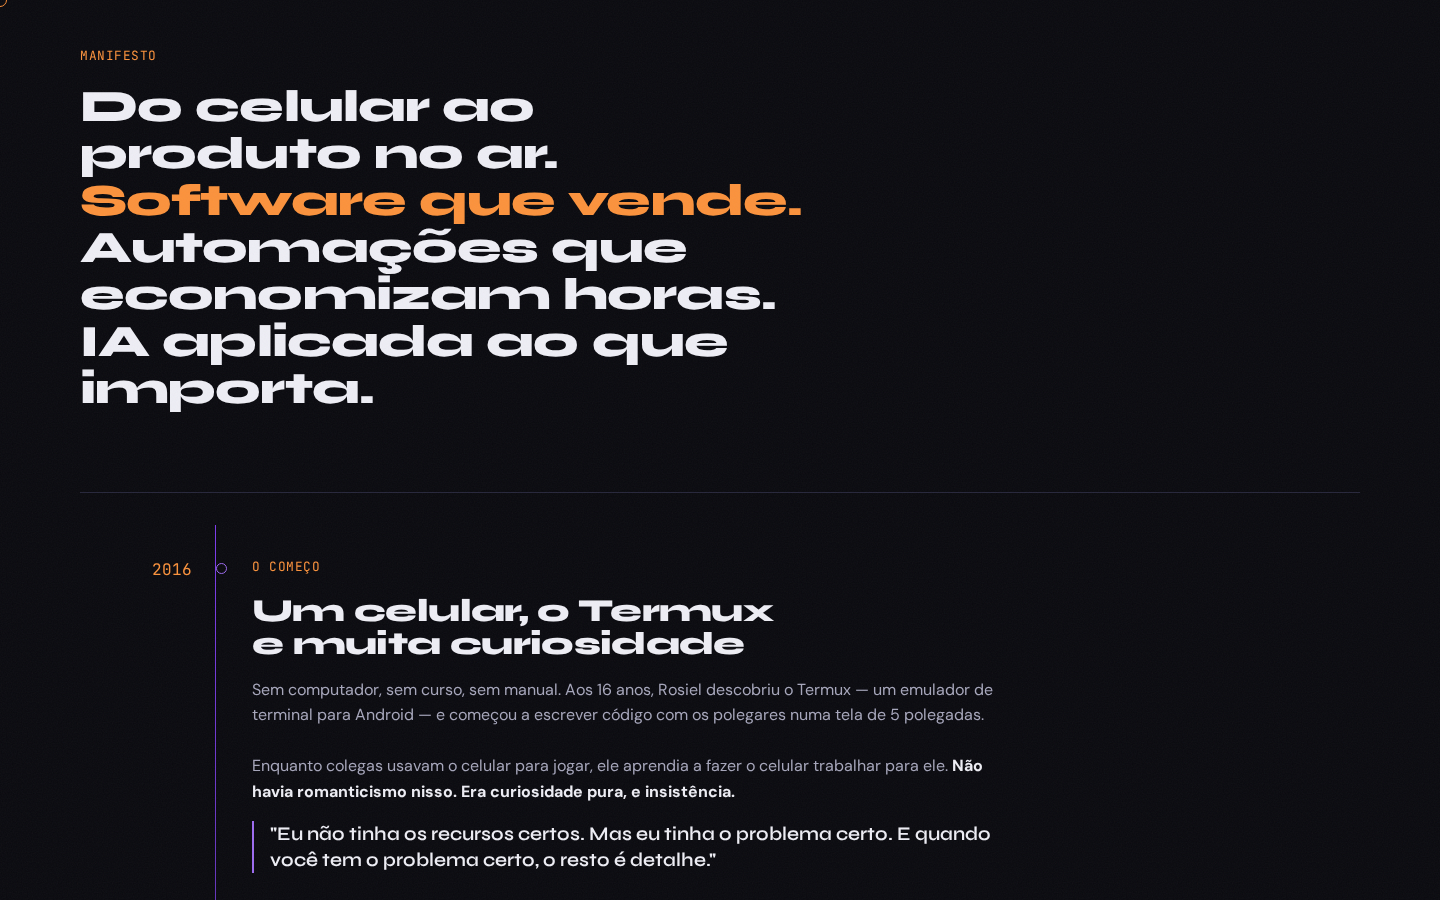 MANIFESTO
Do celular ao
produto no ar.
Software que vende.
Automações que
economizam horas.
IA aplicada ao que
importa.
2016
O COMEÇO
Um celular, o Termux
e muita curiosidade
Sem computador, sem curso, sem manual. Aos 16 anos, Rosiel descobriu o Termux — um emulador de
terminal para Android — e começou a escrever código com os polegares numa tela de 5 polegadas.
Enquanto colegas usavam o celular para jogar, ele aprendia a fazer o celular trabalhar para ele. Não
havia romanticismo nisso. Era curiosidade pura, e insistência.
"Eu não tinha os recursos certos. Mas eu tinha o problema certo. E quando
você tem o problema certo, o resto é detalhe."